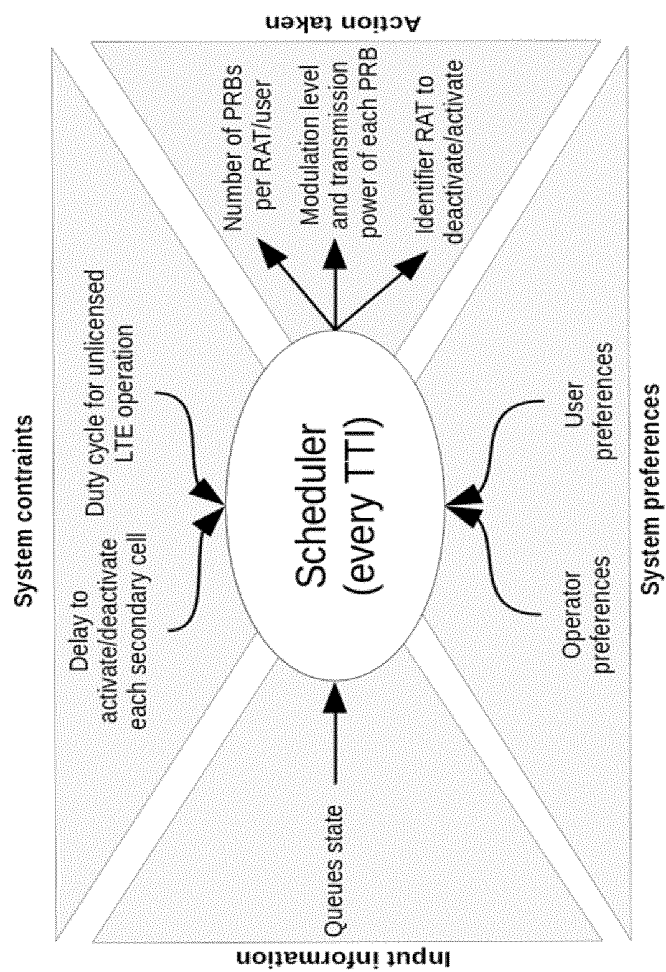 System contraints
Delay to
activate/deactivate
each secondary cell
Duty cycle for unlicensed
LTE operation
Input information
Queues state
Scheduler
(every TTI)
Number of PRBs
per RAT/user
Modulation level
and transmission
power of each PRB
Identifier RAT to
deactivate/activate
Action taken
Operator
preferences
User
preferences
System preferences